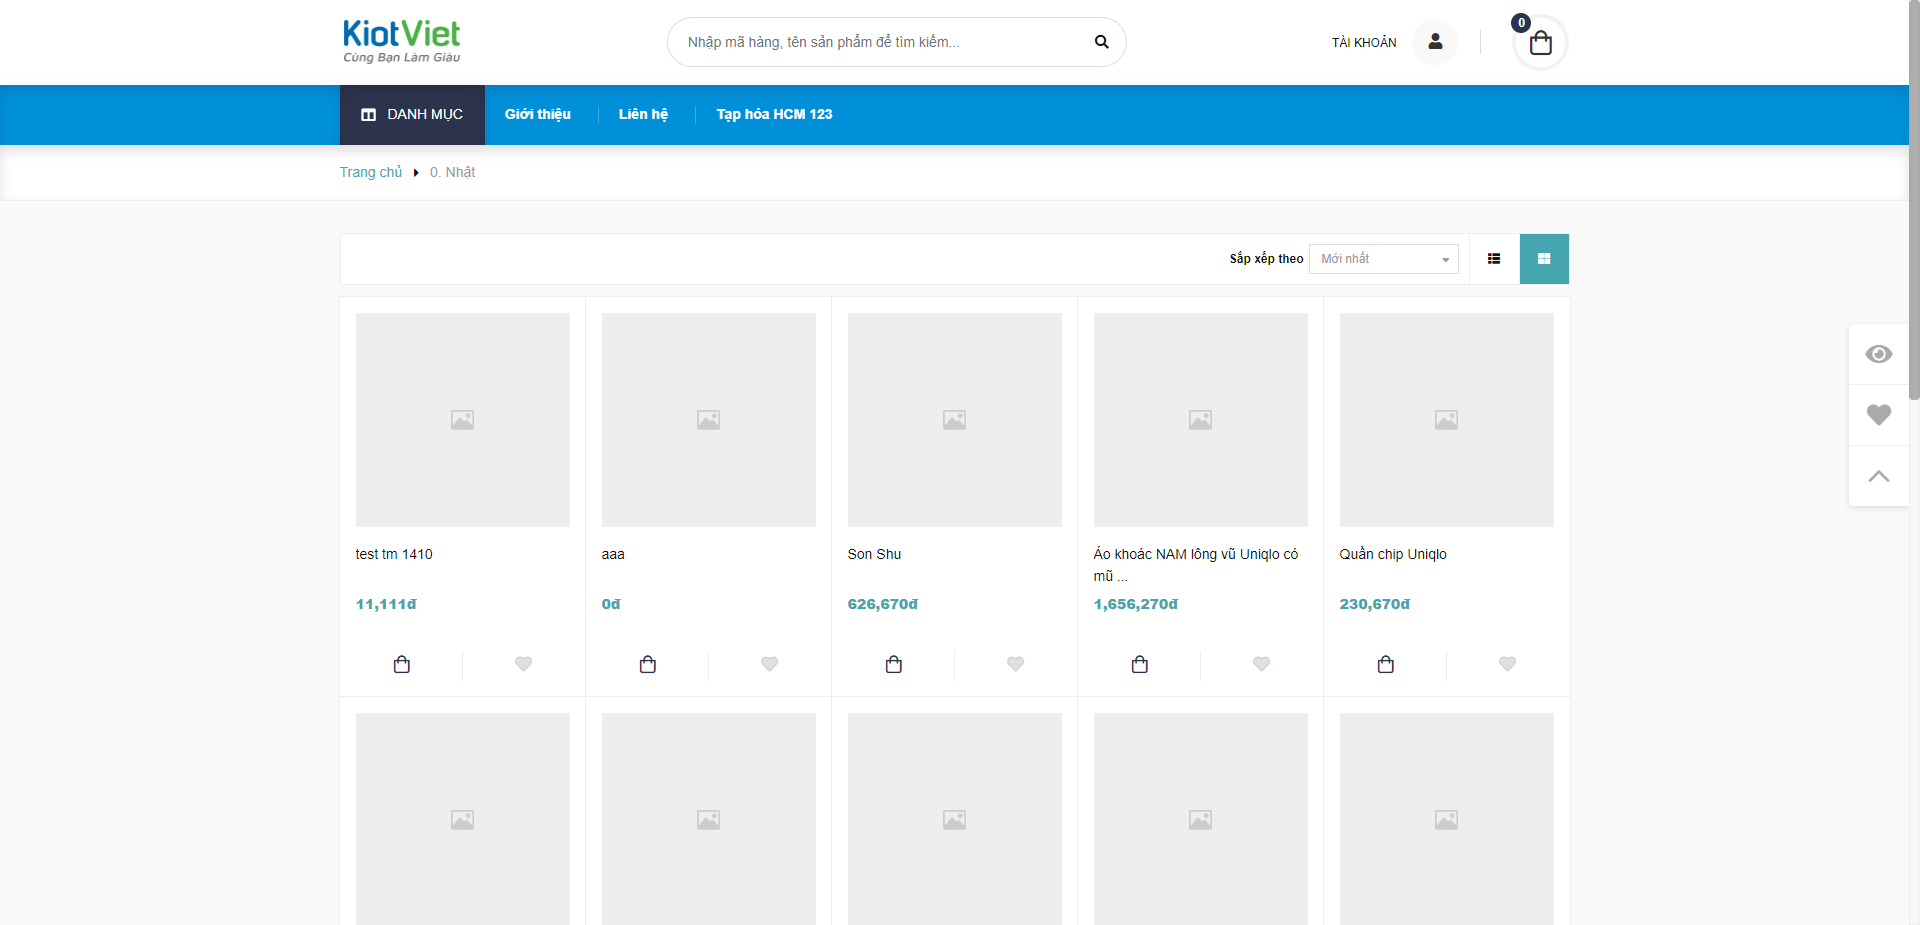 KiotViet
Cùng Bạn Làm Giàu
Nhập mã hàng, tên sản phẩm để tìm kiếm...
TÀI KHOẢN
0
DANH MỤC
Giới thiệu
Liên hệ
Tạp hóa HCM 123
Trang chủ
0. Nhật
Sắp xếp theo
Mới nhất
test tm 1410
11,111đ
aaa
0đ
Son Shu
626,670đ
Áo khoác NAM lông vũ Uniqlo có
mũ ...
1,656,270đ
Quần chip Uniqlo
230,670đ